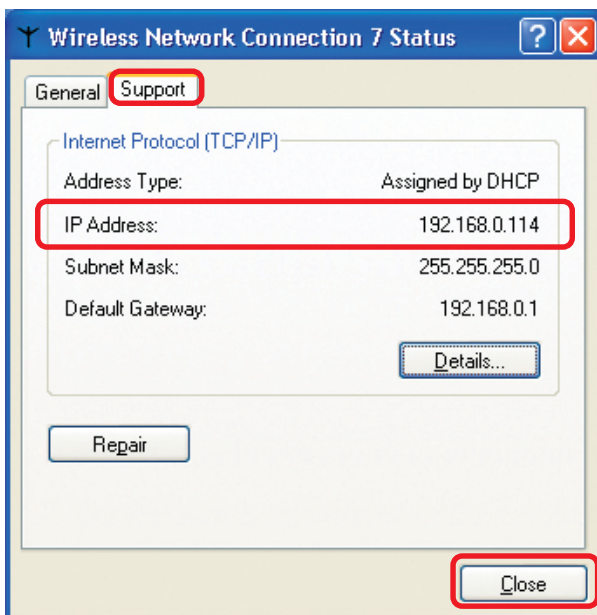 Wireless Network Connection 7 Status
General Support
Internet Protocol (TCP/IP)
Address Type: Assigned by DHCP
IP Address: 192.168.0.114
Subnet Mask: 255.255.255.0
Default Gateway: 192.168.0.1
Details...
Repair
Close